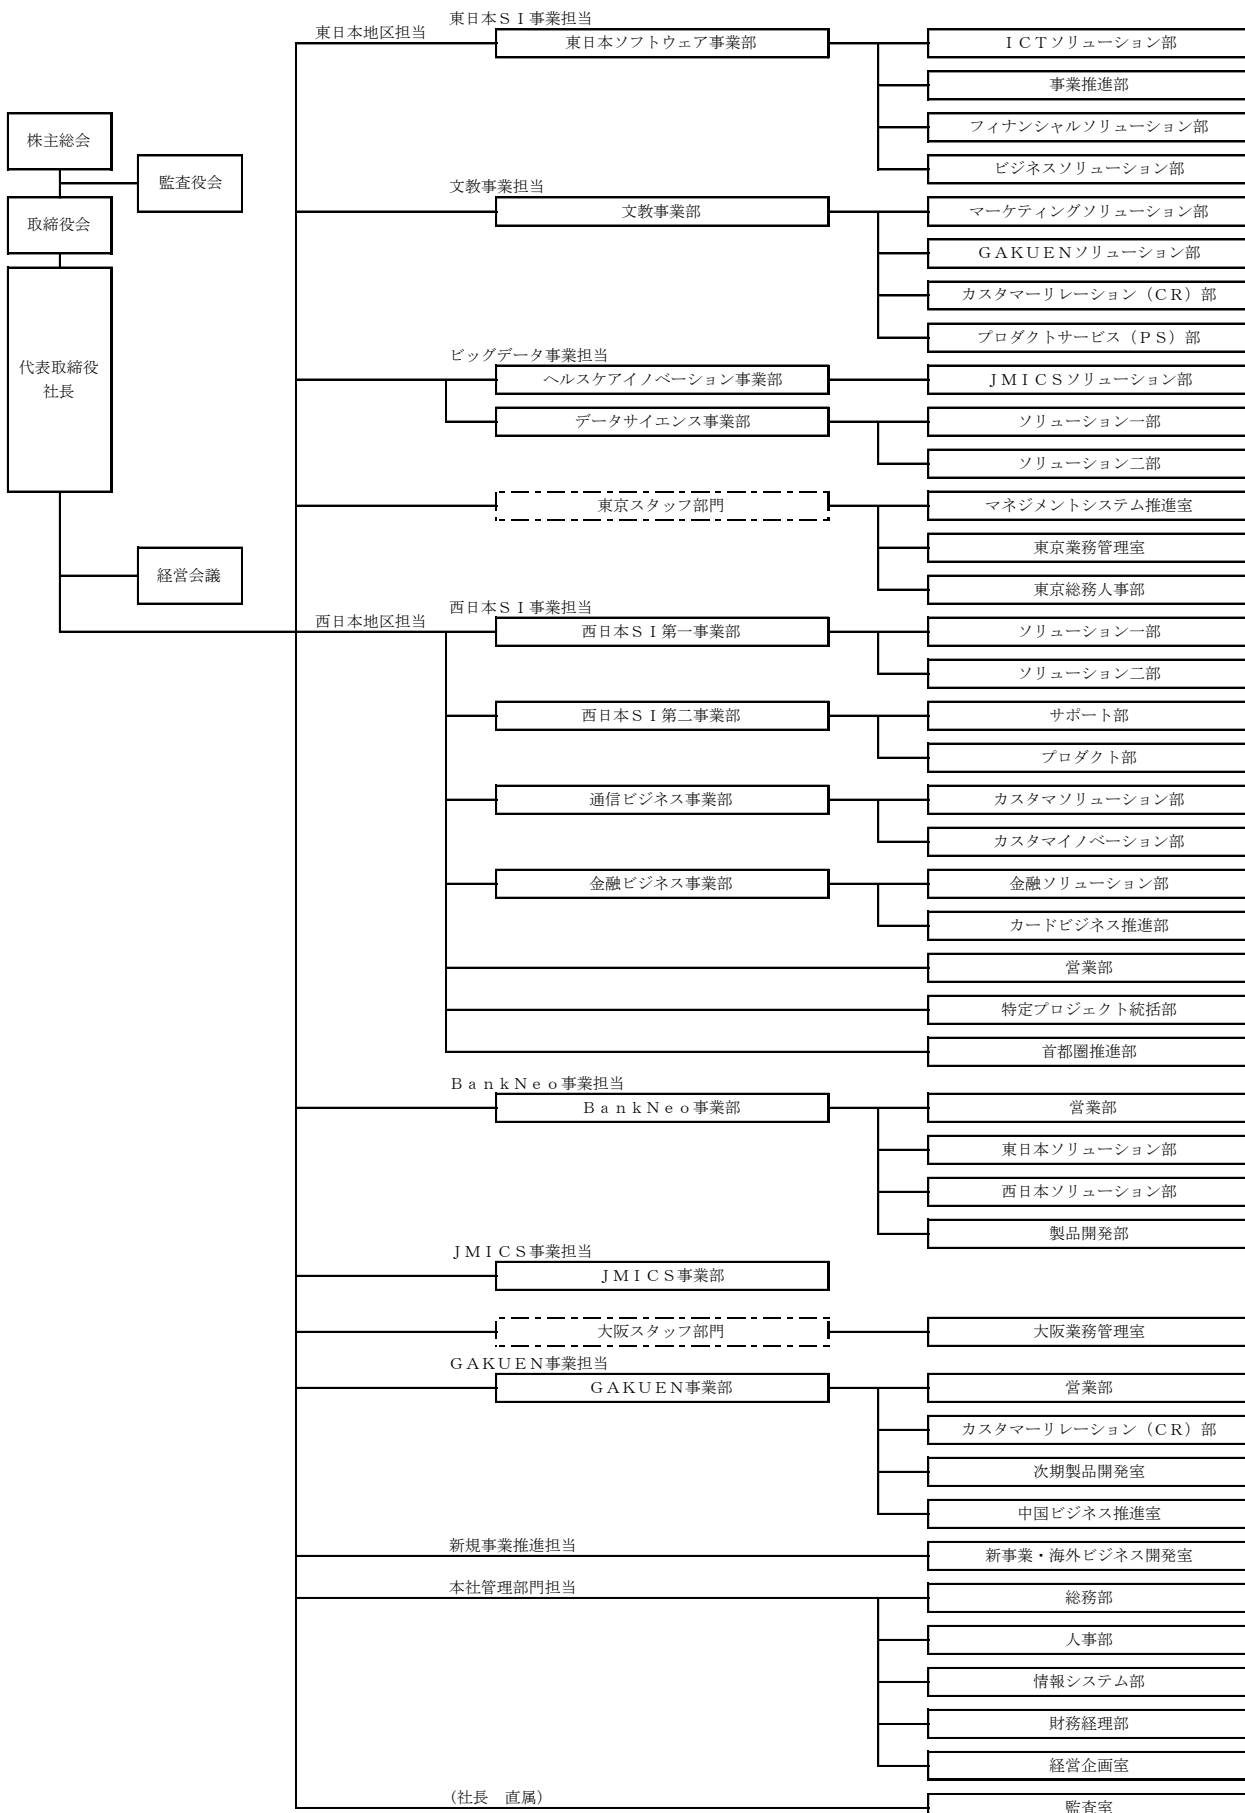 東日本ＳＩ事業担当
東日本地区担当
東日本ソフトウェア事業部
ＩＣＴソリューション部
事業推進部
株主総会
フィナンシャルソリューション部
ビジネスソリューション部
監査役会
文教事業担当
取締役会
文教事業部
マーケティングソリューション部
ＧＡＫＵＥＮソリューション部
カスタマーリレーション（ＣＲ）部
プロダクトサービス（ＰＳ）部
ビッグデータ事業担当
代表取締役
社長
ヘルスケアイノベーション事業部
ＪＭＩＣＳソリューション部
データサイエンス事業部
ソリューション一部
ソリューション二部
東京スタッフ部門
マネジメントシステム推進室
東京業務管理室
経営会議
東京総務人事部
西日本ＳＩ事業担当
西日本地区担当
西日本ＳＩ第一事業部
ソリューション一部
ソリューション二部
西日本ＳＩ第二事業部
サポート部
プロダクト部
通信ビジネス事業部
カスタマソリューション部
カスタマイノベーション部
金融ビジネス事業部
金融ソリューション部
カードビジネス推進部
営業部
特定プロジェクト統括部
首都圏推進部
ＢａｎｋＮｅｏ事業担当
ＢａｎｋＮｅｏ事業部
営業部
東日本ソリューション部
西日本ソリューション部
製品開発部
ＪＭＩＣＳ事業担当
ＪＭＩＣＳ事業部
大阪スタッフ部門
大阪業務管理室
ＧＡＫＵＥＮ事業担当
ＧＡＫＵＥＮ事業部
営業部
カスタマーリレーション（ＣＲ）部
次期製品開発室
中国ビジネス推進室
新規事業推進担当
新事業・海外ビジネス開発室
本社管理部門担当
総務部
人事部
情報システム部
財務経理部
経営企画室
（社長　直属）
監査室